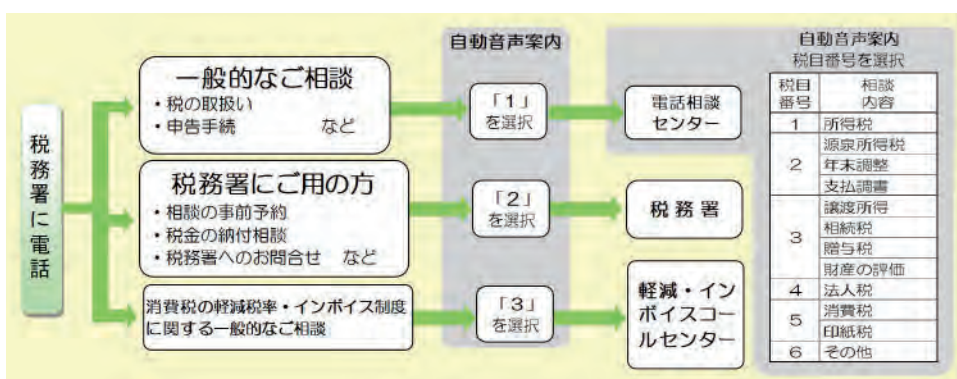 税務署に電話
一般的なご相談
・税の取扱い
・申告手続 など
税務署にご用の方
・相談の事前予約
・税金の納付相談
・税務署へのお問合せ など
消費税の軽減税率・インボイス制度
に関する一般的なご相談
自動音声案内
「1」
を選択
「2」
を選択
「3」
を選択
電話相談
センター
税務署
軽減・イン
ボイスコー
ルセンター
自動音声案内
税目番号を選択
税目 相談
番号 内容
1 所得税
源泉所得税
2 年末調整
支払調書
譲渡所得
3 相続税
贈与税
財産の評価
4 法人税
5 消費税
印紙税
6 その他